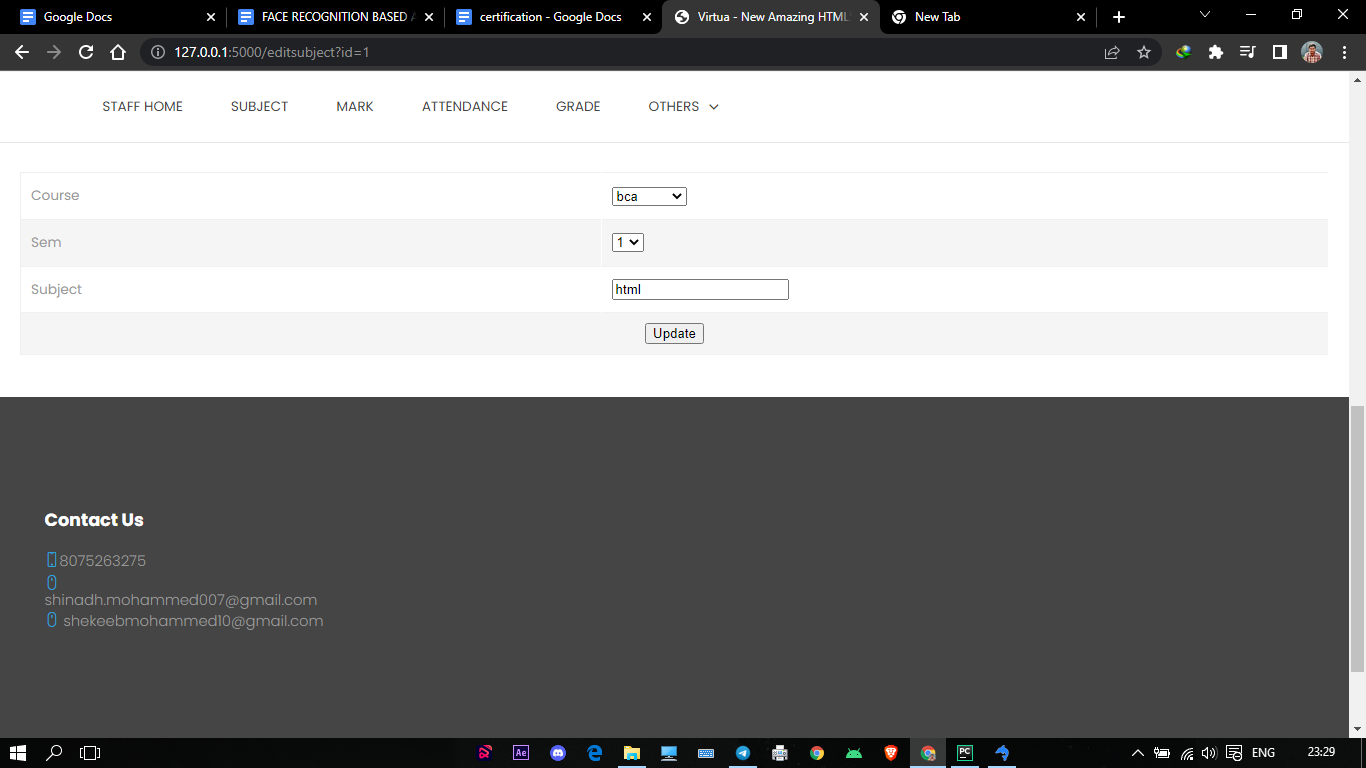 Google Docs
FACE RECOGNITION BASED
certification - Google Docs
Virtua - New Amazing HTML
New Tab
127.0.0.1:5000/editsubject?id=1
STAFF HOME SUBJECT MARK ATTENDANCE GRADE OTHERS
Course bca
Sem 1
Subject html
Update
Contact Us
8075263275
shinadh.mohammed007@gmail.com
shekeebmohammed10@gmail.com
Ae PC ENG 23:29